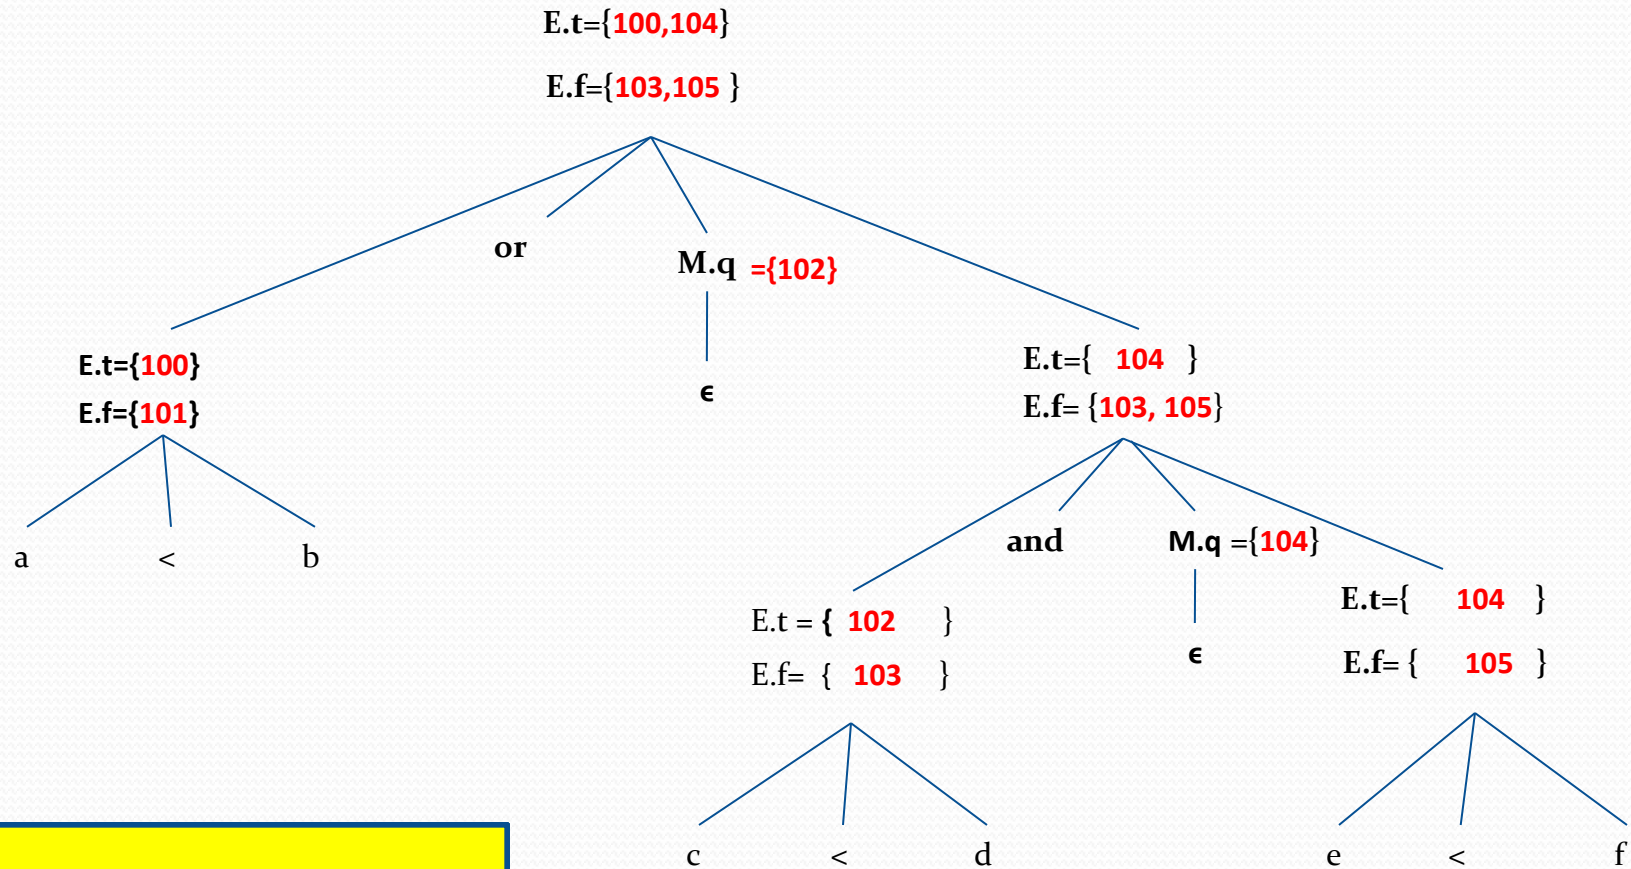 E.t={100,104}
E.f={103,105 }
or
M.q ={102}
E.t={100}
E.f={101}
ϵ
E.t={ 104 }
E.f= {103, 105}
a < b
and
M.q ={104}
E.t = { 102 }
E.f= { 103 }
ϵ
E.t={ 104 }
E.f= { 105 }
c < d
e < f